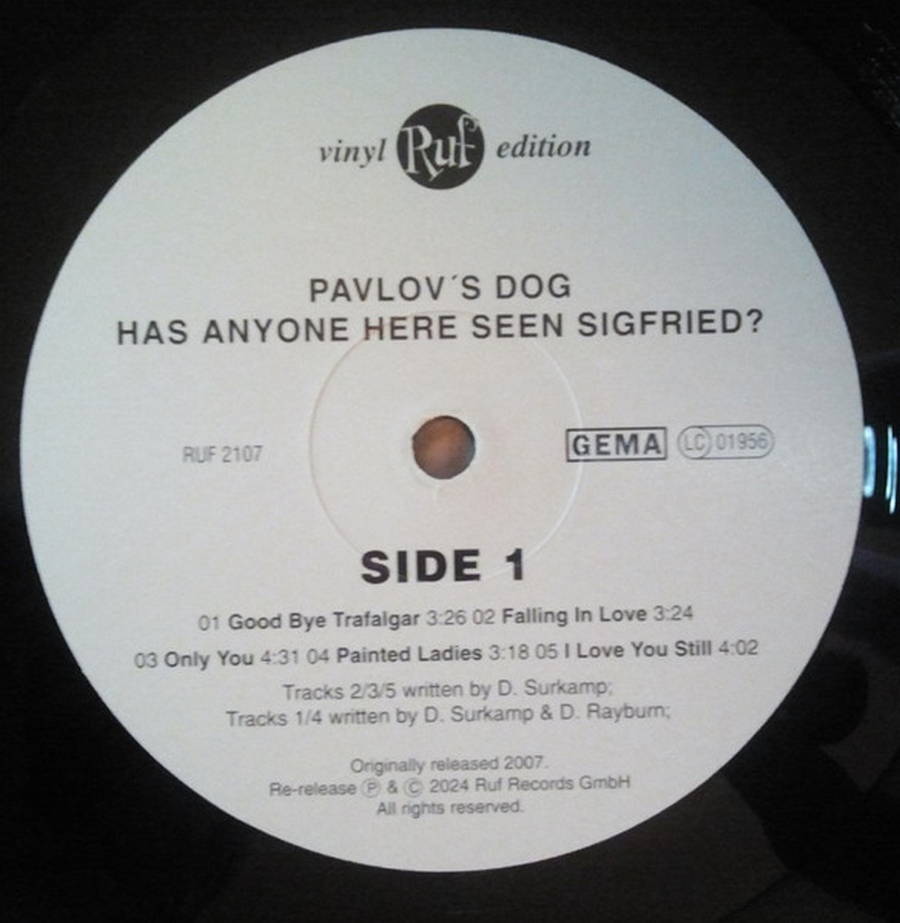 vinyl Ruf edition
PAVLOV´S DOG
HAS ANYONE HERE SEEN SIGFRIED?
RUF 2107 GEMA LC 01956
SIDE 1
01 Good Bye Trafalgar 3:26 02 Falling In Love 3:24
03 Only You 4:31 04 Painted Ladies 3:18 05 I Love You Still 4:02
Tracks 2/3/5 written by D. Surkamp;
Tracks 1/4 written by D. Surkamp & D. Rayburn;
Originally released 2007.
Re-release Ⓟ & Ⓒ 2024 Ruf Records GmbH
All rights reserved.